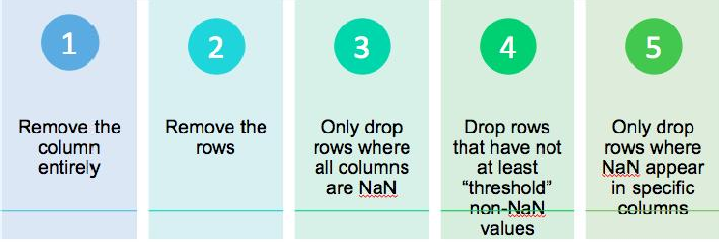 1
Remove the
column
entirely
2
Remove the
rows
3
Only drop
rows where
all columns
are NaN
4
Drop rows
that have not
at least
“threshold”
non-NaN
values
5
Only drop
rows where
NaN appear
in specific
columns